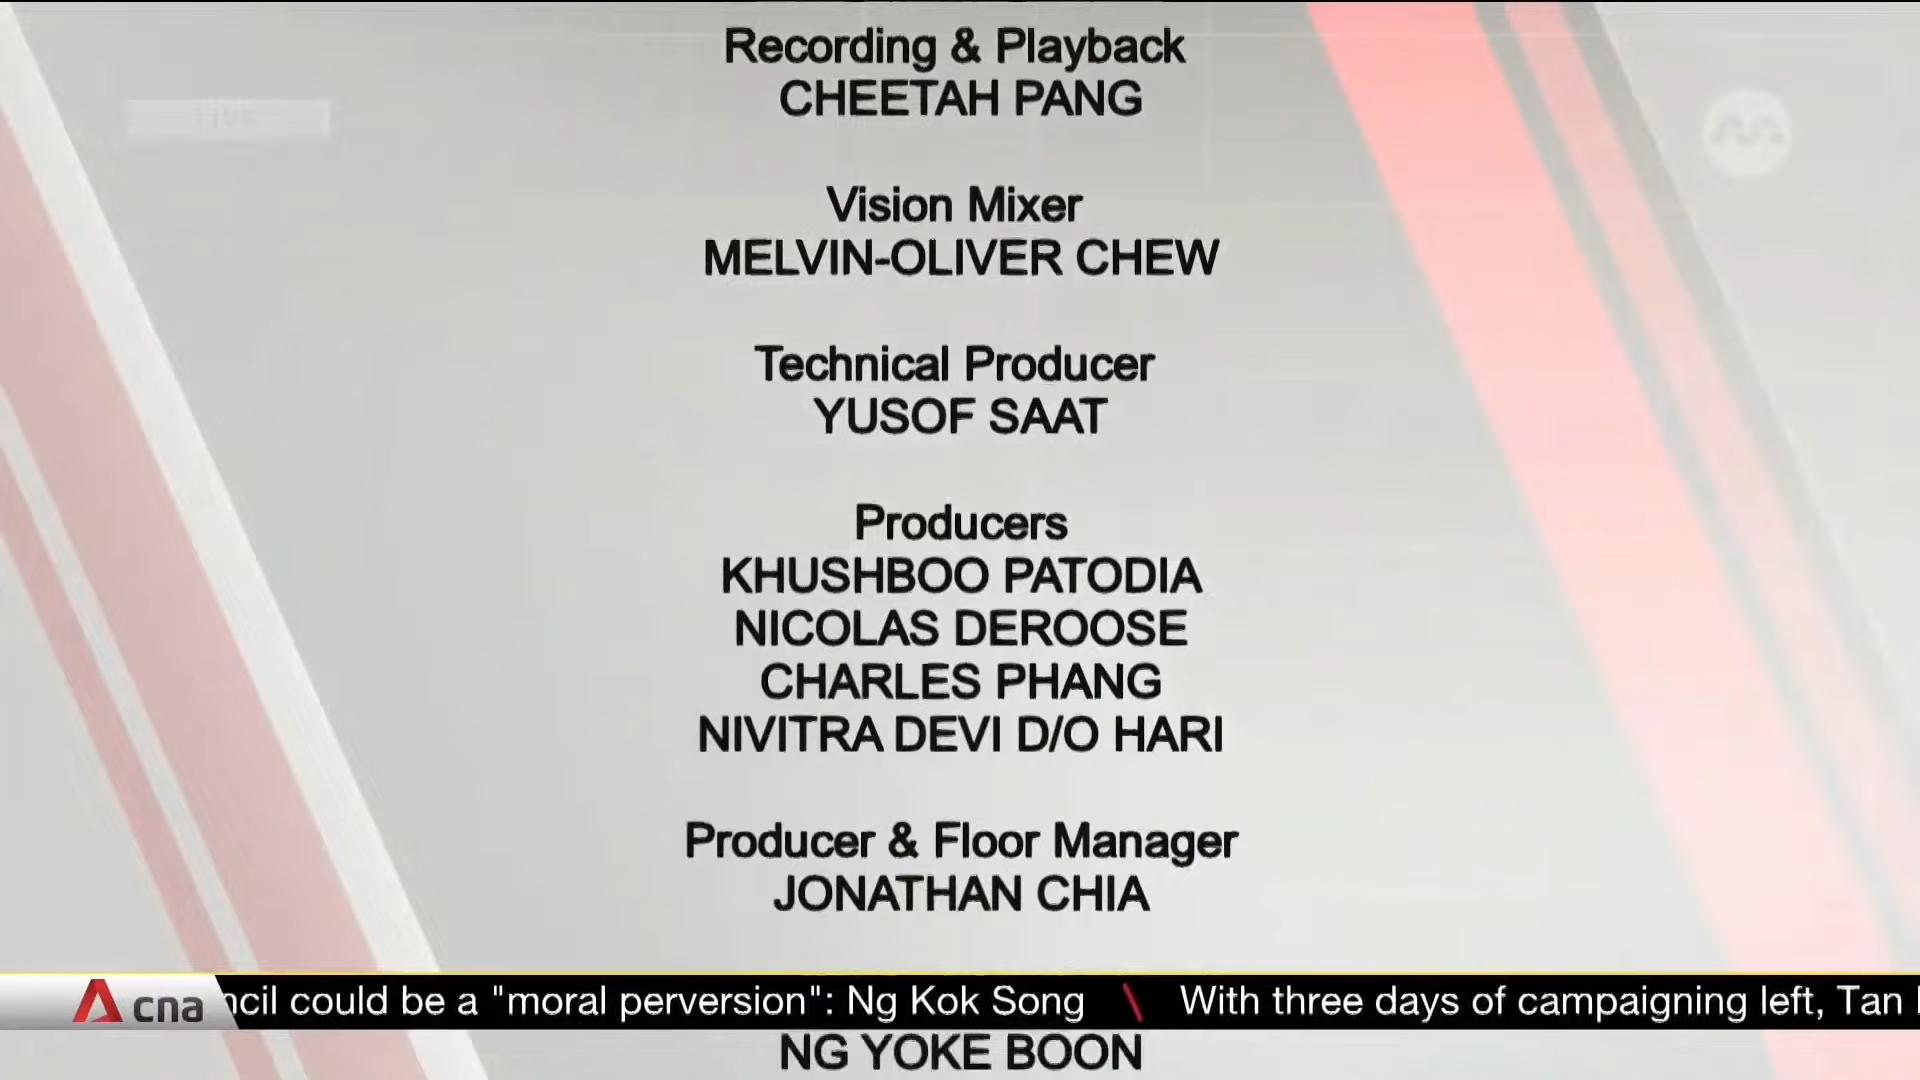 Recording & Playback
CHEETAH PANG
LIVE
Vision Mixer
MELVIN-OLIVER CHEW
Technical Producer
YUSOF SAAT
Producers
KHUSHBOO PATODIA
NICOLAS DEROOSE
CHARLES PHANG
NIVITRA DEVI D/O HARI
Producer & Floor Manager
JONATHAN CHIA
cna
could be a "moral perversion": Ng Kok Song \ With three days of campaigning left, Tan
NG YOKE BOON